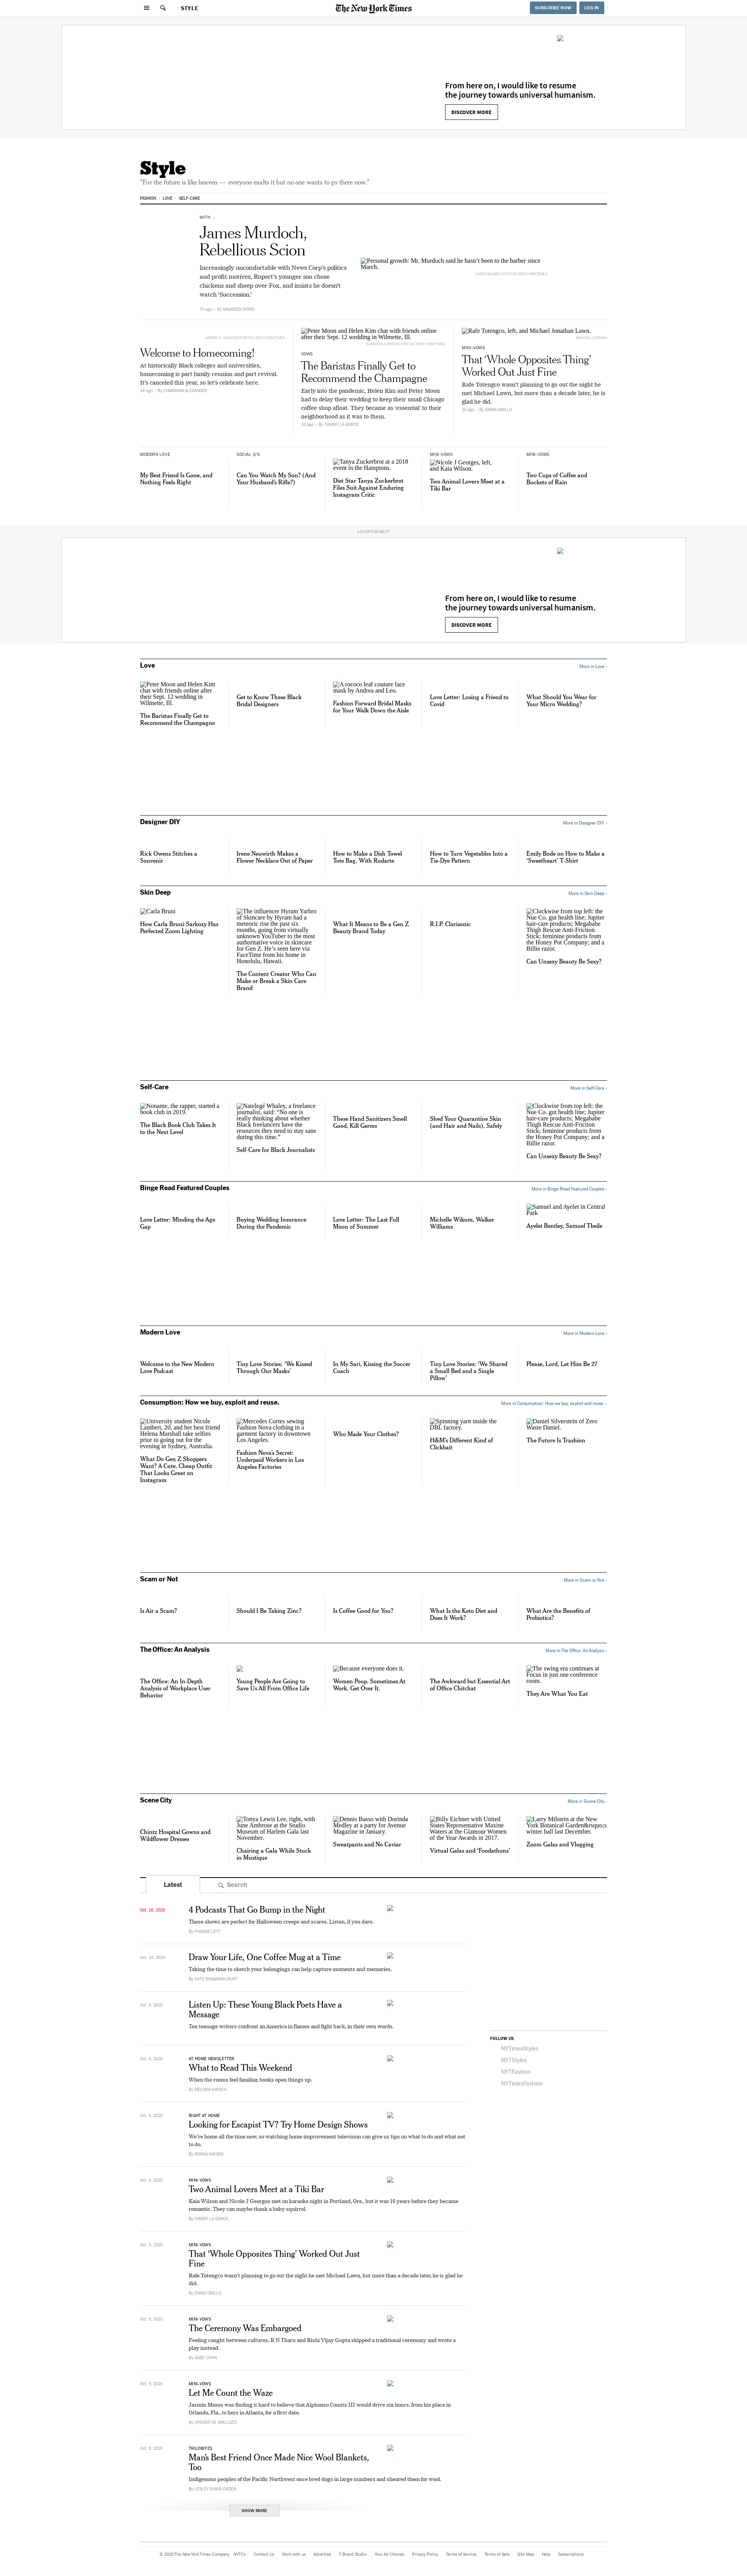 STYLE
The New York Times
SUBSCRIBE NOW
LOG IN
From here on, I would like to resume
the journey towards universal humanism.
DISCOVER MORE
Style
"For the future is like heaven — everyone exalts it but no one wants to go there now."
FASHION
LOVE
SELF-CARE
WITH ...
James Murdoch,
Rebellious Scion
Increasingly uncomfortable with News Corp's politics
and profit motives, Rupert's younger son chose
chickens and sheep over Fox, and insists he doesn't
watch 'Succession.'
By MAUREEN DOWD
Personal growth: Mr. Murdoch said he hasn't been to the barber since
March.
Welcome to Homecoming!
At historically Black colleges and universities,
homecoming is part family reunion and part revival.
It's canceled this year, so let's celebrate here.
1d ago · By CHARMAINE ALEXANDER
Peter Moon and Helen Kim chat with friends online
after their Sept. 12 wedding in Wilmette, Ill.
VOWS
The Baristas Finally Get to
Recommend the Champagne
Early into the pandemic, Helen Kim and Peter Moon
had to delay their wedding to keep their small Chicago
coffee shop afloat. They became as 'essential' to their
neighborhood as it was to them.
2d ago · By TAMMY LA GORCE
Rafe Totengo, left, and Michael Jonathan Lawn.
MINI-VOWS
That 'Whole Opposites Thing'
Worked Out Just Fine
Rafe Totengo wasn't planning to go out the night he
met Michael Lawn, but more than a decade later, he is
glad he did.
2d ago · By EMMA GRILLO
MODERN LOVE
My Best Friend Is Gone, and
Nothing Feels Right
SOCIAL Q'S
Can You Watch My Son? (And
Your Husband's Rifle?)
Tanya Zuckerbrot at a 2018
event in the Hamptons.
Diet Star Tanya Zuckerbrot
Files Suit Against Enduring
Instagram Critic
MINI-VOWS
Nicole J Georges, left,
and Kaia Wilson.
Two Animal Lovers Meet at a
Tiki Bar
MINI-VOWS
Two Cups of Coffee and
Buckets of Rain
ADVERTISEMENT
From here on, I would like to resume
the journey towards universal humanism.
DISCOVER MORE
Love
More in Love ›
Peter Moon and Helen Kim
chat with friends online after
their Sept. 12 wedding in
Wilmette, Ill.
The Baristas Finally Get to
Recommend the Champagne
Get to Know These Black
Bridal Designers
A rococo leaf couture face
mask by Andrea and Leo.
Fashion Forward Bridal Masks
for Your Walk Down the Aisle
Love Letter: Losing a Friend to
Covid
What Should You Wear for
Your Micro Wedding?
Designer DIY
More in Designer DIY ›
Rick Owens Stitches a
Souvenir
Irene Neuwirth Makes a
Flower Necklace Out of Paper
How to Make a Dish Towel
Tote Bag, With Rodarte
How to Turn Vegetables Into a
Tie-Dye Pattern
Emily Bode on How to Make a
'Sweetheart' T-Shirt
Skin Deep
More in Skin Deep ›
Carla Bruni
How Carla Bruni-Sarkozy Has
Perfected Zoom Lighting
The influencer Hyram Yarbro
of Skincare by Hyram had a
meteoric rise the past six
months, going from virtually
unknown YouTuber to the most
authoritative voice in skincare
for Gen Z. He's seen here via
FaceTime from his home in
Honolulu, Hawaii.
The Content Creator Who Can
Make or Break a Skin Care
Brand
What It Means to Be a Gen Z
Beauty Brand Today
R.I.P. Clarisonic
Clockwise from top left: the
Nue Co. gut health line; Jupiter
hair-care products; Megababe
Thigh Rescue Anti-Friction
Stick; feminine products from
the Honey Pot Company; and a
Billie razor.
Can Unsexy Beauty Be Sexy?
Self-Care
More in Self-Care ›
Noname, the rapper, started a
book club in 2019.
The Black Book Club Takes It
to the Next Level
Natelegé Whaley, a freelance
journalist, said: "No one is
really thinking about whether
Black freelancers have the
resources they need to stay sane
during this time."
Self-Care for Black Journalists
These Hand Sanitizers Smell
Good, Kill Germs
Shed Your Quarantine Skin
(and Hair and Nails), Safely
Clockwise from top left: the
Nue Co. gut health line; Jupiter
hair-care products; Megababe
Thigh Rescue Anti-Friction
Stick; feminine products from
the Honey Pot Company; and a
Billie razor.
Can Unsexy Beauty Be Sexy?
Binge Read Featured Couples
More in Binge Read Featured Couples ›
Love Letter: Minding the Age
Gap
Buying Wedding Insurance
During the Pandemic
Love Letter: The Last Full
Moon of Summer
Michelle Wikum, Walker
Williams
Samuel and Ayelet in Central
Park
Ayelet Bentley, Samuel Tbeile
Modern Love
More in Modern Love ›
Welcome to the New Modern
Love Podcast
Tiny Love Stories: 'We Kissed
Through Our Masks'
In My Sari, Kissing the Soccer
Coach
Tiny Love Stories: 'We Shared
a Small Bed and a Single
Pillow'
Please, Lord, Let Him Be 27
Consumption: How we buy, exploit and reuse.
More in Consumption: How we buy, exploit and reuse. ›
University student Nicole
Lambert, 20, and her best friend
Helena Marshall take selfies
prior to going out for the
evening in Sydney, Australia.
What Do Gen Z Shoppers
Want? A Cute, Cheap Outfit
That Looks Great on
Instagram
Mercedes Cortes sewing
Fashion Nova clothing in a
garment factory in downtown
Los Angeles.
Fashion Nova's Secret:
Underpaid Workers in Los
Angeles Factories
Who Made Your Clothes?
Spinning yarn inside the
DBL factory.
H&M's Different Kind of
Clickbait
Daniel Silverstein of Zero
Waste Daniel.
The Future Is Trashion
Scam or Not
More in Scam or Not ›
Is Air a Scam?
Should I Be Taking Zinc?
Is Coffee Good for You?
What Is the Keto Diet and
Does It Work?
What Are the Benefits of
Probiotics?
The Office: An Analysis
More in The Office: An Analysis ›
The Office: An In-Depth
Analysis of Workplace User
Behavior
Young People Are Going to
Save Us All From Office Life
Because everyone does it.
Women Poop. Sometimes At
Work. Get Over It.
The Awkward but Essential Art
of Office Chitchat
The swing era continues at
Focus in just one conference
room.
They Are What You Eat
Scene City
More in Scene City ›
Chintz Hospital Gowns and
Wildflower Dresses
Tonya Lewis Lee, right, with
June Ambrose at the Studio
Museum of Harlem Gala last
November.
Chairing a Gala While Stuck
in Mustique
Dennis Basso with Dorinda
Medley at a party for Avenue
Magazine in January.
Sweatpants and No Caviar
Billy Eichner with United
States Representative Maxine
Waters at the Glamour Women
of the Year Awards in 2017.
Virtual Galas and 'Foodathons'
Larry Milstein at the New
York Botanical Garden&rsquo;s
winter ball last December.
Zoom Galas and Vlogging
Latest
Search
Oct. 10, 2020
4 Podcasts That Go Bump in the Night
These shows are perfect for Halloween creeps and scares. Listen, if you dare.
By PHOEBE LETT
Oct. 10, 2020
Draw Your Life, One Coffee Mug at a Time
Taking the time to sketch your belongings can help capture moments and memories.
By KATE BINGAMAN-BURT
Oct. 9, 2020
Listen Up: These Young Black Poets Have a
Message
Ten teenage writers confront an America in flames and fight back, in their own words.
Oct. 9, 2020
AT HOME NEWSLETTER
What to Read This Weekend
When the rooms feel familiar, books open things up.
By MELISSA KIRSCH
Oct. 9, 2020
RIGHT AT HOME
Looking for Escapist TV? Try Home Design Shows
We're home all the time now, so watching home improvement television can give us tips on what to do and what not
to do.
By RONDA KAYSEN
Oct. 9, 2020
MINI-VOWS
Two Animal Lovers Meet at a Tiki Bar
Kaia Wilson and Nicole J Georges met on karaoke night in Portland, Ore., but it was 16 years before they became
romantic. They can maybe thank a baby squirrel.
By TAMMY LA GORCE
Oct. 9, 2020
MINI-VOWS
That 'Whole Opposites Thing' Worked Out Just
Fine
Rafe Totengo wasn't planning to go out the night he met Michael Lawn, but more than a decade later, he is glad he
did.
By EMMA GRILLO
Oct. 9, 2020
MINI-VOWS
The Ceremony Was Embargoed
Feeling caught between cultures, R N Tharu and Rishi Vijay Gupta skipped a traditional ceremony and wrote a
play instead.
By GABE COHN
Oct. 9, 2020
MINI-VOWS
Let Me Count the Waze
Jazmin Moses was finding it hard to believe that Alphonso Counts III would drive six hours, from his place in
Orlando, Fla., to hers in Atlanta, for a first date.
By VINCENT M. MALLOZZI
Oct. 9, 2020
TRILOBITES
Man's Best Friend Once Made Nice Wool Blankets,
Too
Indigenous peoples of the Pacific Northwest once bred dogs in large numbers and sheared them for wool.
By LESLEY EVANS OGDEN
SHOW MORE
FOLLOW US
NYTimesStyles
NYTStyles
NYTFashion
NYTimesFashion
© 2020 The New York Times Company
NYTCo
Contact Us
Work with us
Advertise
T Brand Studio
Your Ad Choices
Privacy Policy
Terms of Service
Terms of Sale
Site Map
Help
Subscriptions